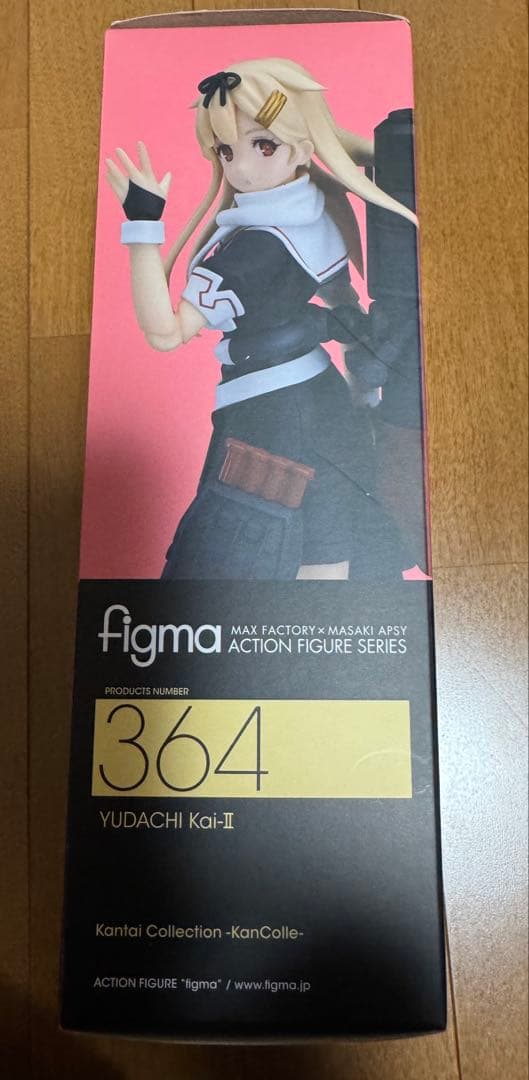 figma MAX FACTORY × MASAKI APSY
ACTION FIGURE SERIES
PRODUCTS NUMBER
364
YUDACHI Kai-Ⅱ
Kantai Collection -KanColle-
ACTION FIGURE "figma" / www.figma.jp